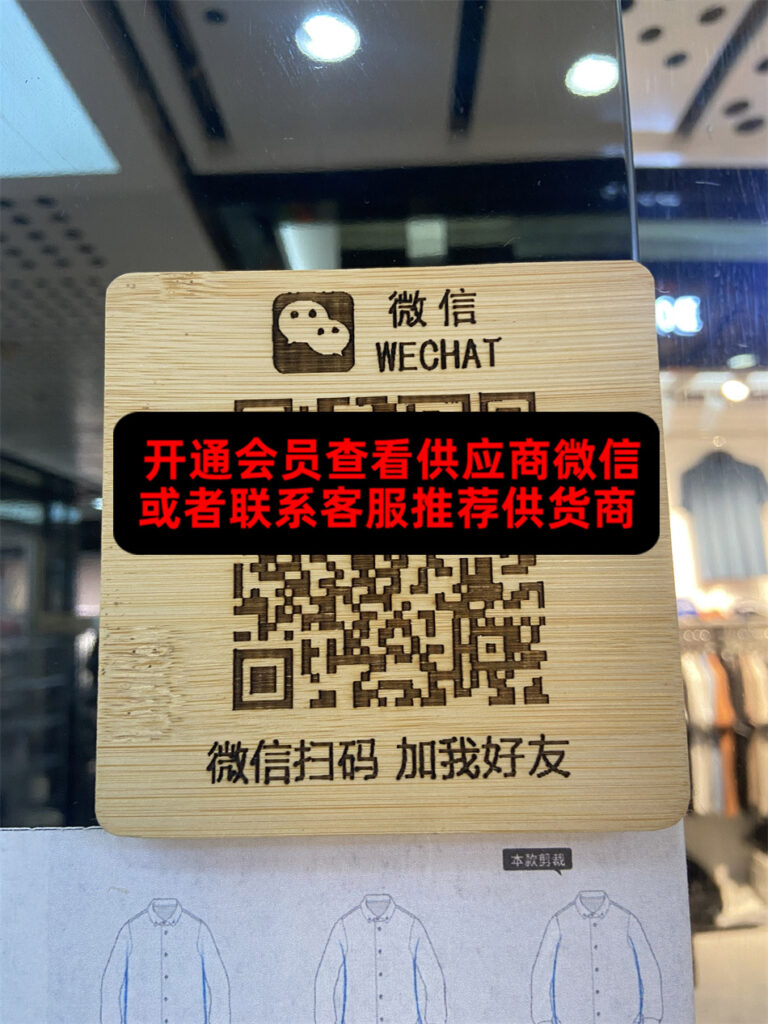 微信
WECHAT
开通会员查看供应商微信
或者联系客服推荐供货商
微信扫码 加我好友
本款剪裁